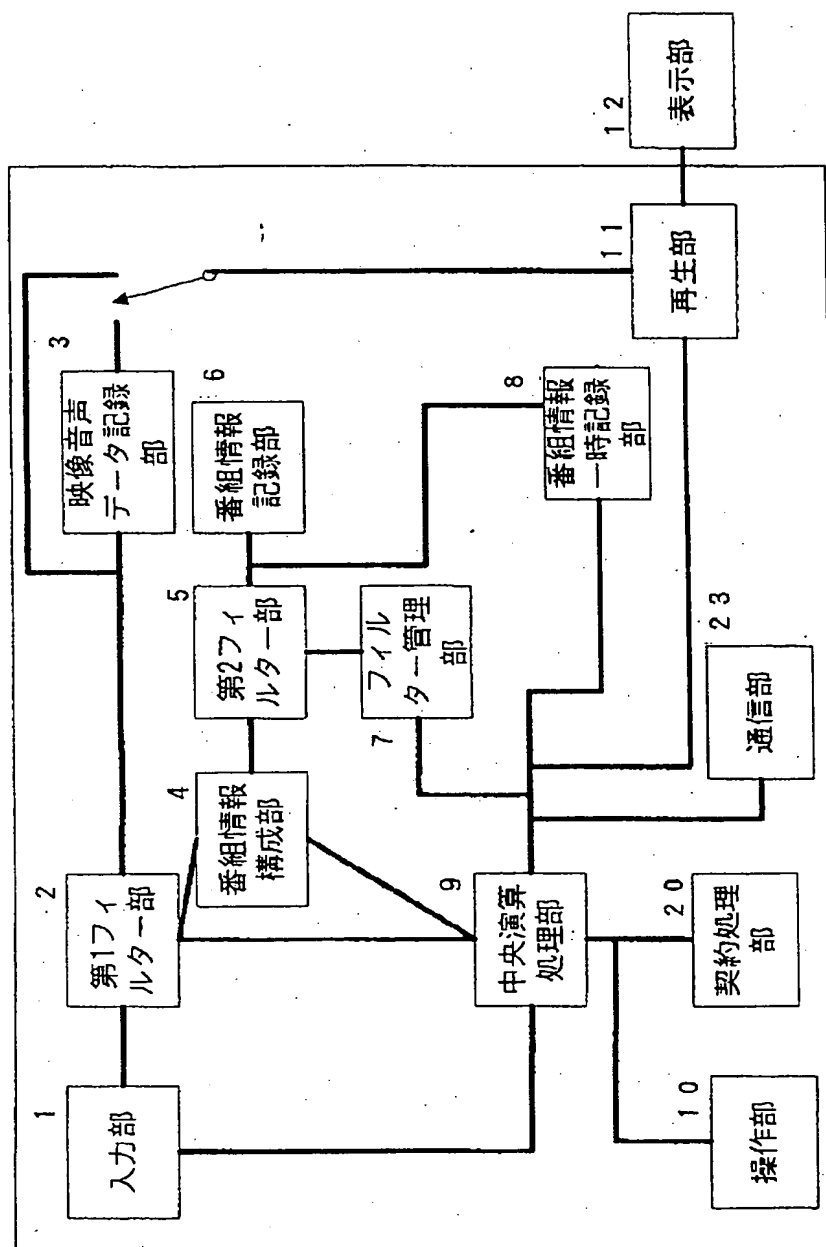 1
入力部
2
第1フィ
ルター部
3
映像音声
データ記録
部
4
番組情報
構成部
5
第2フィ
ルター部
6
番組情報
記録部
7
フィル
ター管理
部
8
番組情報
一時記録
部
9
中央演算
処理部
10
操作部
20
契約処理
部
23
通信部
11
再生部
12
表示部